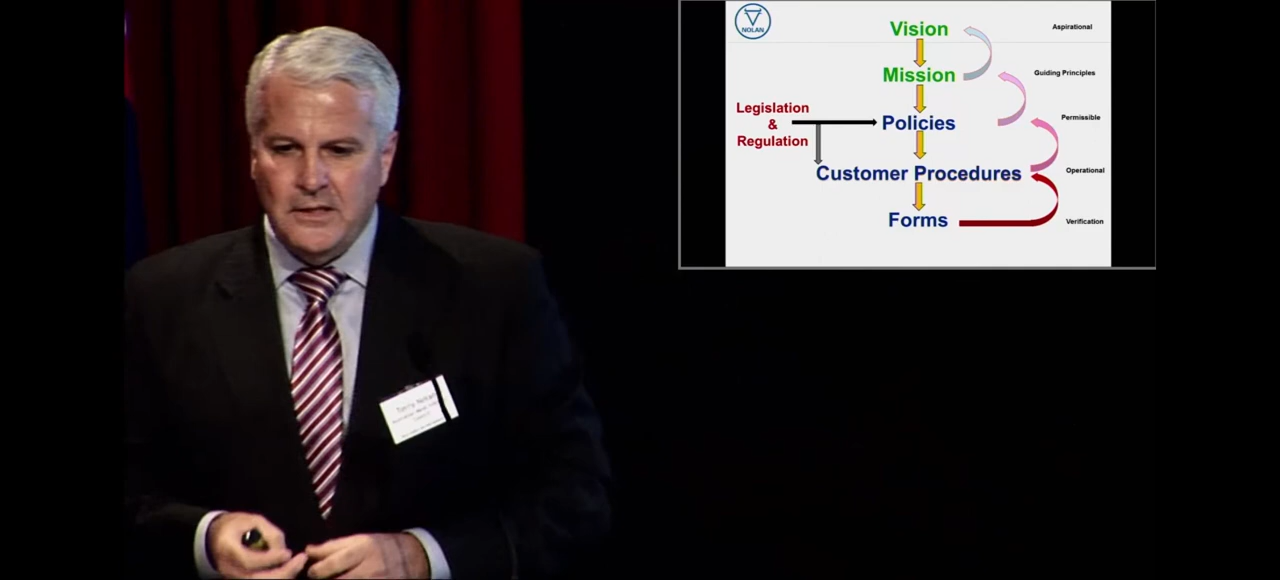 NOLAN
Vision
Aspirational
Mission
Guiding Principles
Legislation
&
Regulation
Policies
Permissible
Customer Procedures
Operational
Forms
Verification